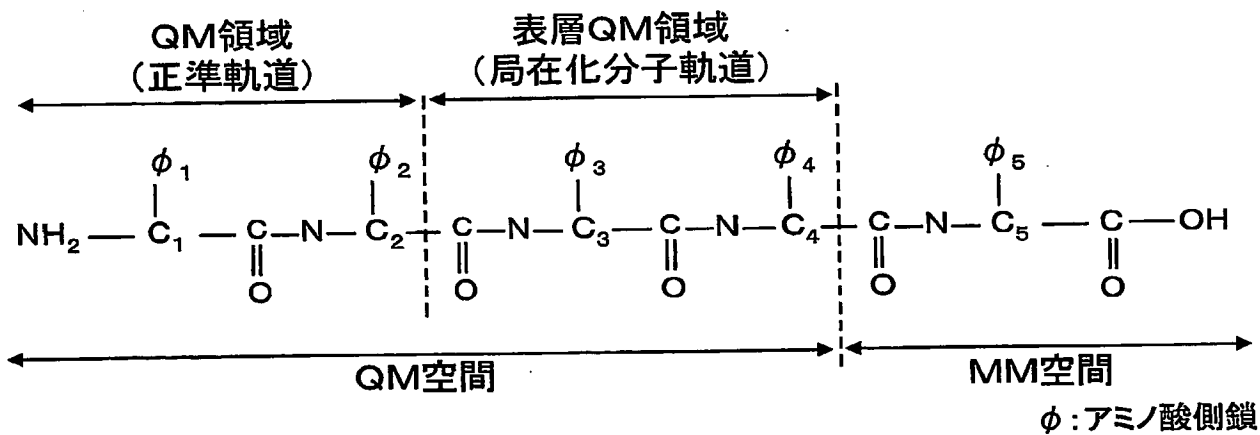 QM領域
（正準軌道）
表層QM領域
（局在化分子軌道）
φ1 φ2 φ3 φ4 φ5
NH2 C1 C N C2 C N C3 C N C4 C N C5 C OH
O O O O O
QM空間
MM空間
φ：アミノ酸側鎖